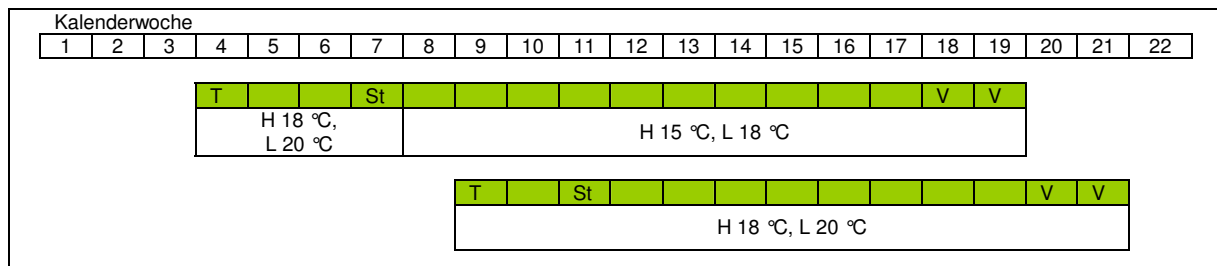 Kalenderwoche
1 2 3 4 5 6 7 8 9 10 11 12 13 14 15 16 17 18 19 20 21 22
T St V V
H 18 °C,
L 20 °C
H 15 °C, L 18 °C
T St V V
H 18 °C, L 20 °C